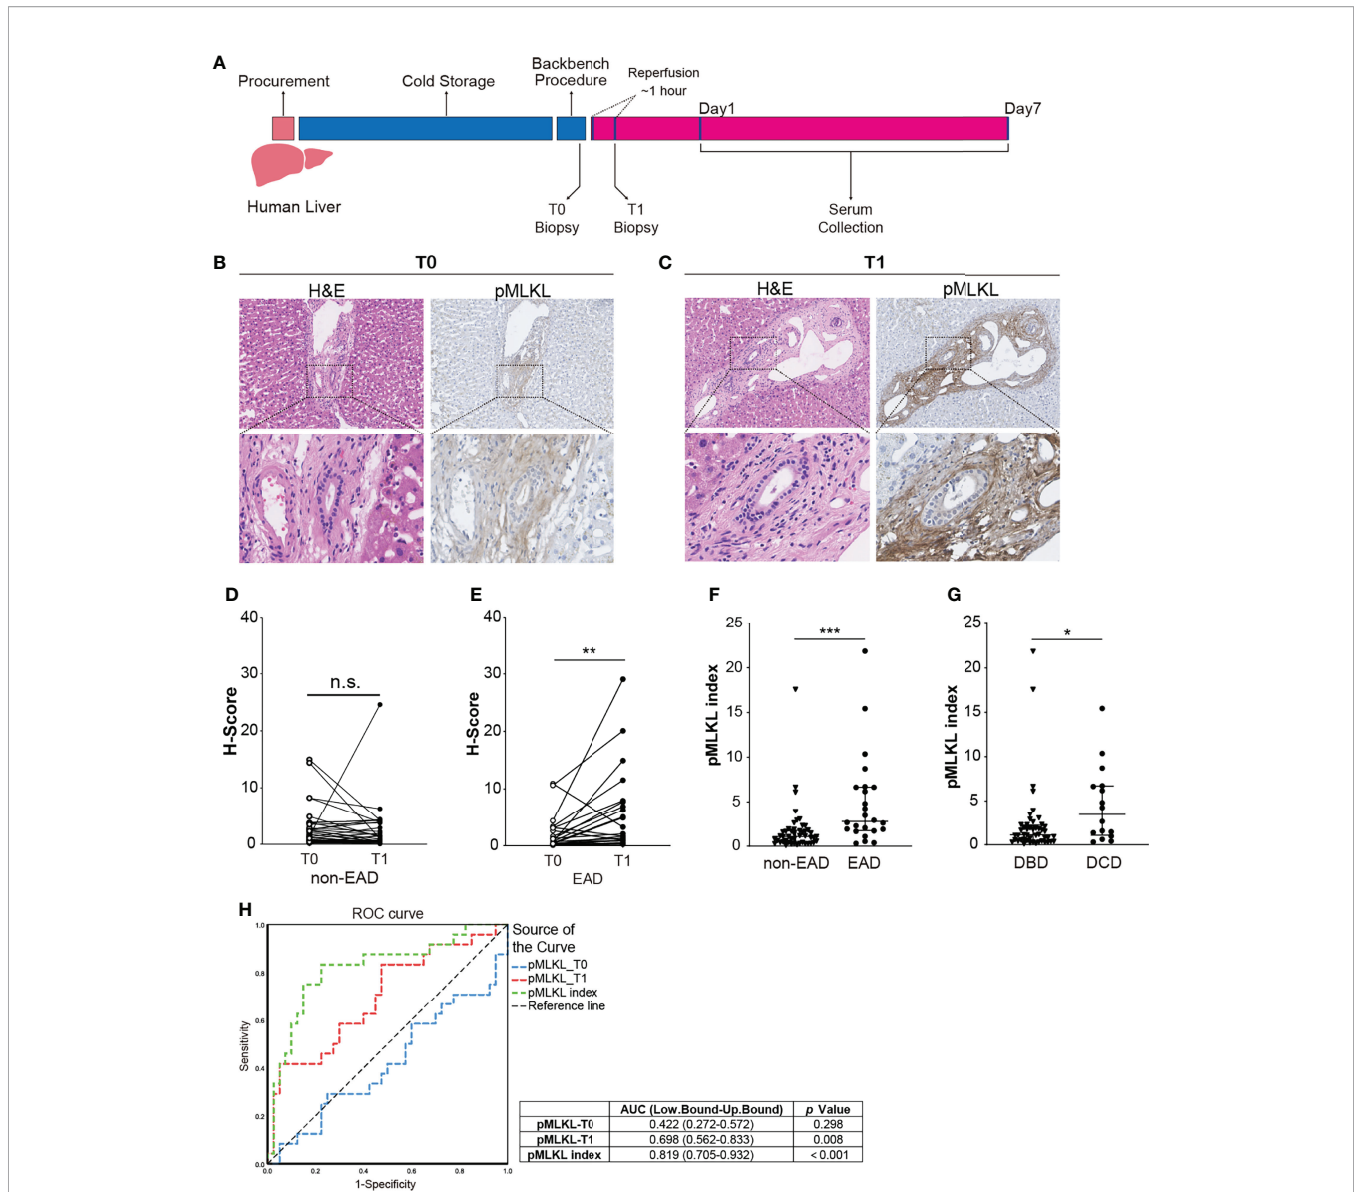 A
Procurement
Cold Storage
Backbench
Procedure
Reperfusion
~1 hour
Day1
Day7
Human Liver
T0
Biopsy
T1
Biopsy
Serum
Collection
B
T0
H&E
pMLKL
C
T1
H&E
pMLKL
D
40
30
20
10
0
H-Score
n.s.
T0
T1
non-EAD
E
40
30
20
10
0
H-Score
**
T0
T1
EAD
F
25
20
15
10
5
0
pMLKL index
***
non-EAD
EAD
G
25
20
15
10
5
0
pMLKL index
*
DBD
DCD
H
ROC curve
1.0
0.8
0.6
0.4
0.2
0.0
Sensitivity
0.0 0.2 0.4 0.6 0.8 1.0
1-Specificity
Source of
the Curve
pMLKL_T0
pMLKL_T1
pMLKL index
Reference line
AUC (Low.Bound-Up.Bound) p Value
pMLKL-T0 0.422 (0.272-0.572) 0.298
pMLKL-T1 0.698 (0.562-0.833) 0.008
pMLKL index 0.819 (0.705-0.932) < 0.001